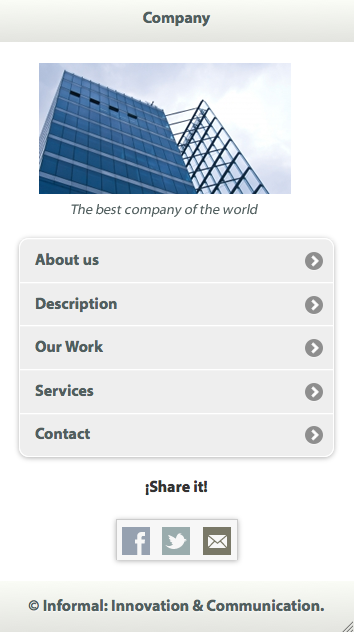 Company
The best company of the world
About us
Description
Our Work
Services
Contact
¡Share it!
© Informal: Innovation & Communication.